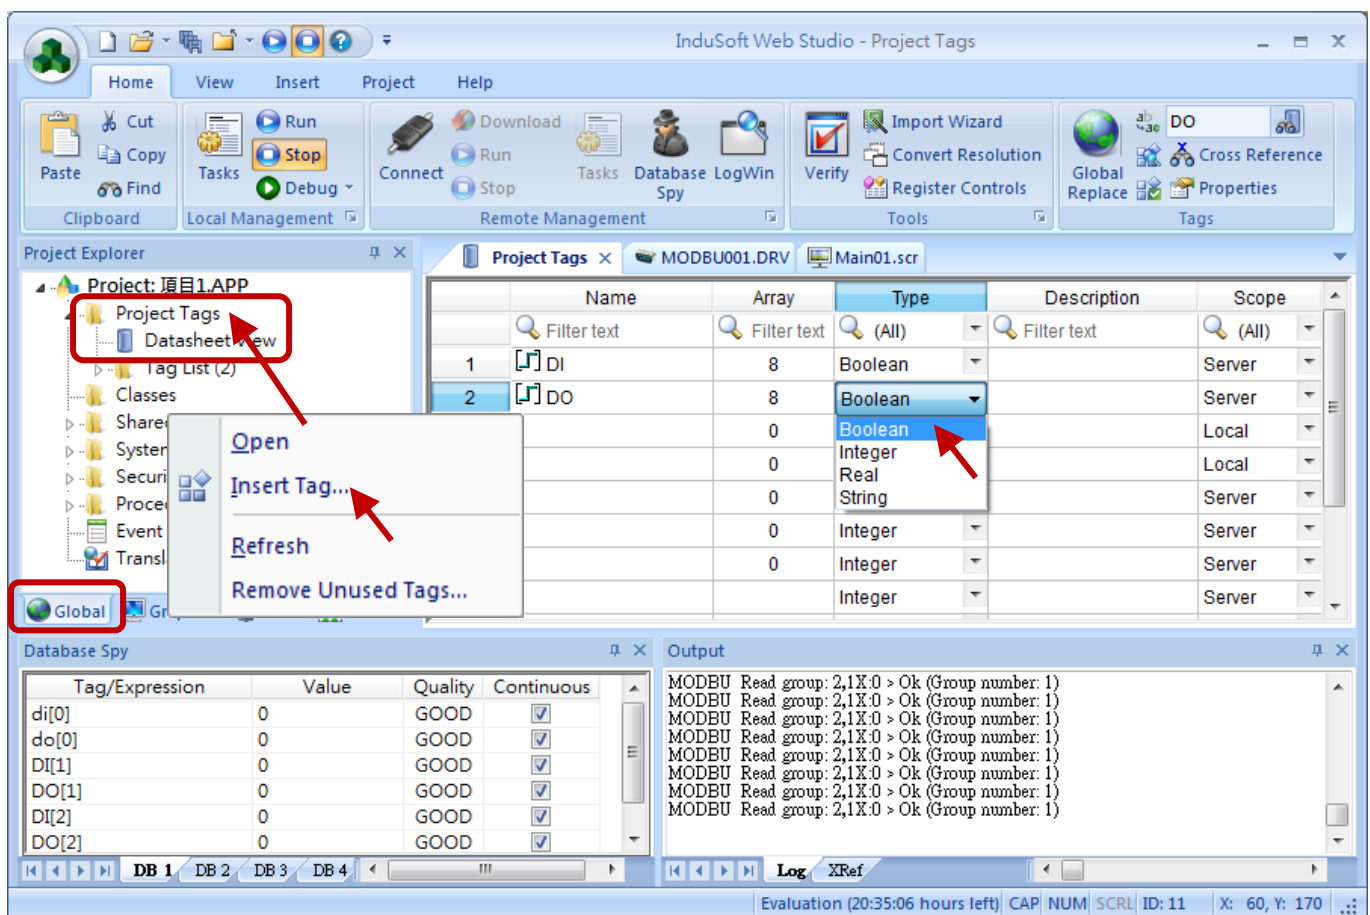 InduSoft Web Studio - Project Tags
Home View Insert Project Help
Paste
Cut
Copy
Find
Clipboard
Tasks
Run
Stop
Debug
Local Management
Connect
Download
Run
Stop
Tasks
Database Spy
LogWin
Remote Management
Verify
Import Wizard
Convert Resolution
Register Controls
Tools
Global Replace
DO
Cross Reference
Properties
Tags
Project Explorer
Project: 項目1.APP
Project Tags
Datasheet View
Tag List (2)
Classes
Share
Syster
Securi
Proce
Event
Transl
Global Gr
Open
Insert Tag...
Refresh
Remove Unused Tags...
Project Tags MODBU001.DRV Main01.scr
Name Array Type Description Scope
Filter text Filter text (All) Filter text (All)
1 DI 8 Boolean Server
2 DO 8 Boolean Server
0 Local
0 Local
0 Server
Boolean
Integer
Real
String
0 Integer Server
0 Integer Server
Integer Server
Database Spy
Tag/Expression Value Quality Continuous
di[0] 0 GOOD
do[0] 0 GOOD
DI[1] 0 GOOD
DO[1] 0 GOOD
DI[2] 0 GOOD
DO[2] 0 GOOD
DB 1 DB 2 DB 3 DB 4
Output
MODBU Read group: 2,1X:0 > Ok (Group number: 1)
MODBU Read group: 2,1X:0 > Ok (Group number: 1)
MODBU Read group: 2,1X:0 > Ok (Group number: 1)
MODBU Read group: 2,1X:0 > Ok (Group number: 1)
MODBU Read group: 2,1X:0 > Ok (Group number: 1)
MODBU Read group: 2,1X:0 > Ok (Group number: 1)
MODBU Read group: 2,1X:0 > Ok (Group number: 1)
MODBU Read group: 2,1X:0 > Ok (Group number: 1)
Log XRef
Evaluation (20:35:06 hours left) CAP NUM SCRL ID: 11 X: 60, Y: 170